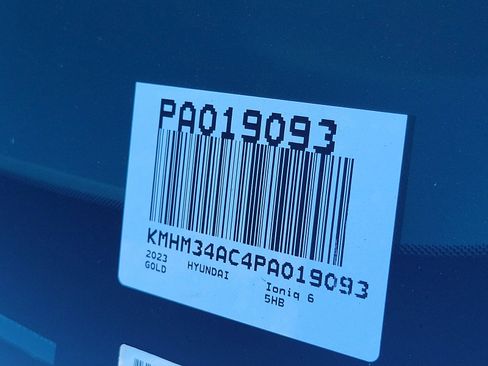 PA019093
KMHM34AC4PA019093
2023 HYUNDAI Ioniq 6
GOLD 5HB